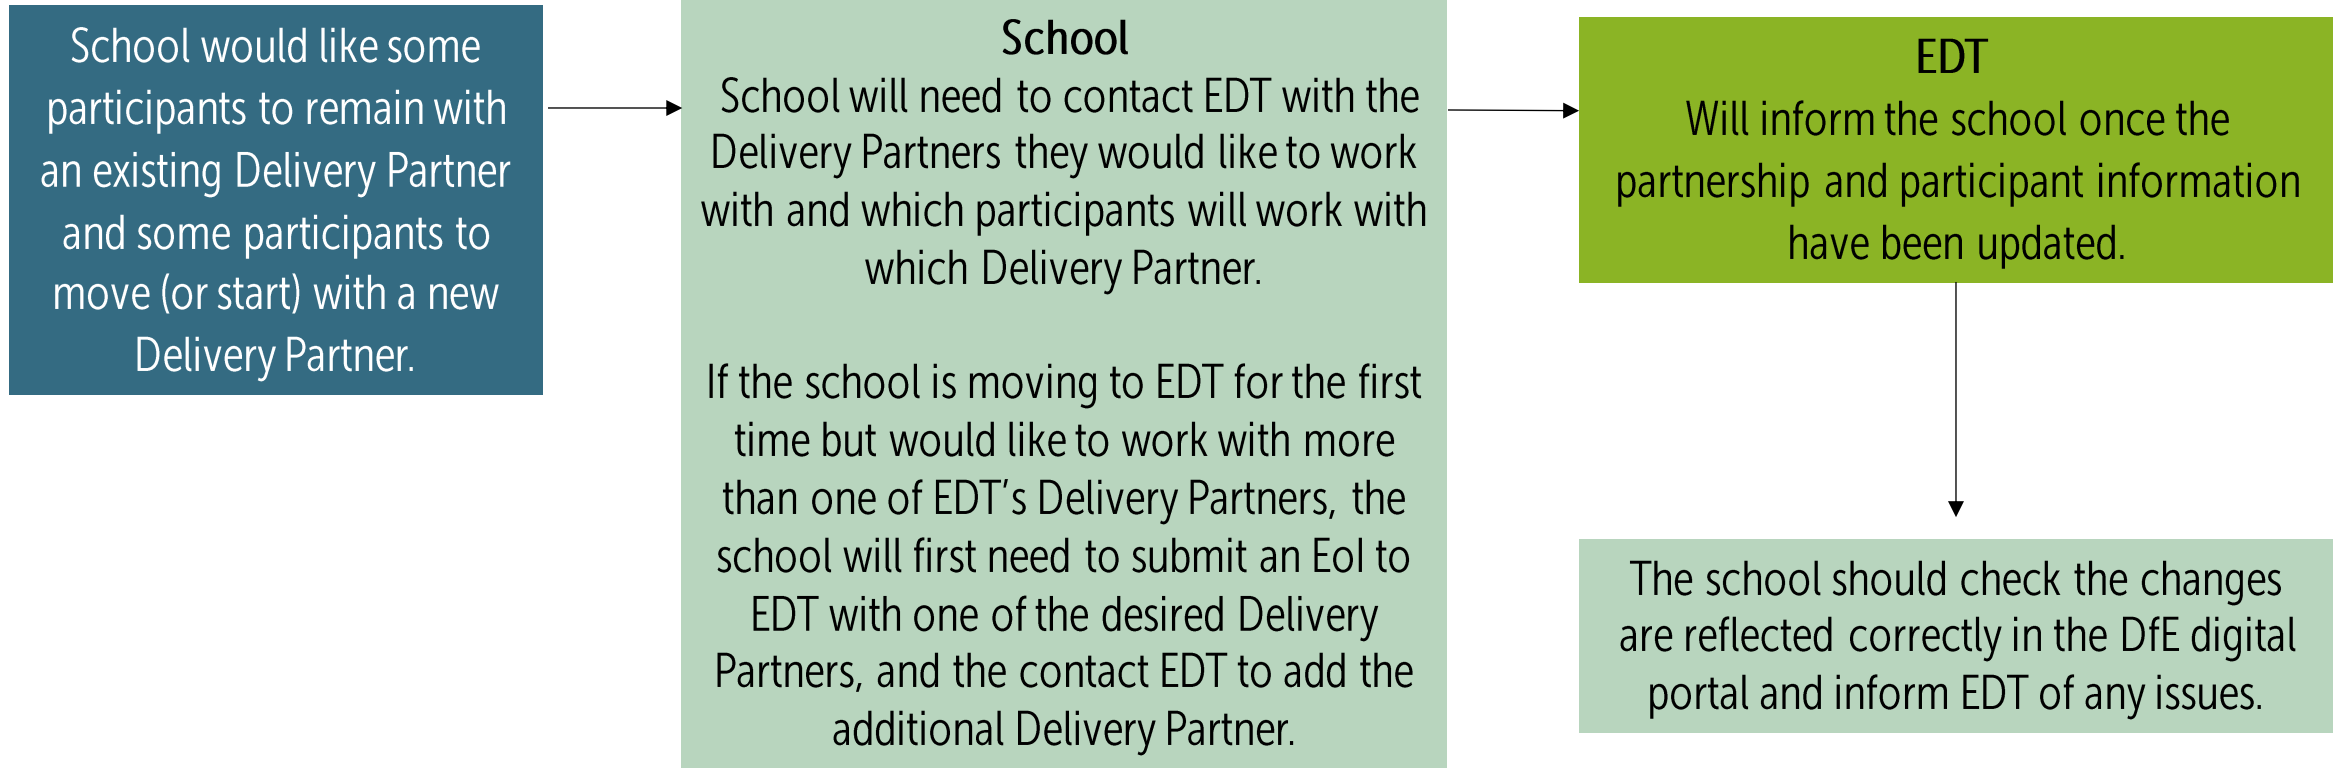 School would like some
participants to remain with
an existing Delivery Partner
and some participants to
move (or start) with a new
Delivery Partner.
School
School will need to contact EDT with the
Delivery Partners they would like to work
with and which participants will work with
which Delivery Partner.
If the school is moving to EDT for the first
time but would like to work with more
than one of EDT's Delivery Partners, the
school will first need to submit an EoI to
EDT with one of the desired Delivery
Partners, and the contact EDT to add the
additional Delivery Partner.
EDT
Will inform the school once the
partnership and participant information
have been updated.
The school should check the changes
are reflected correctly in the DfE digital
portal and inform EDT of any issues.